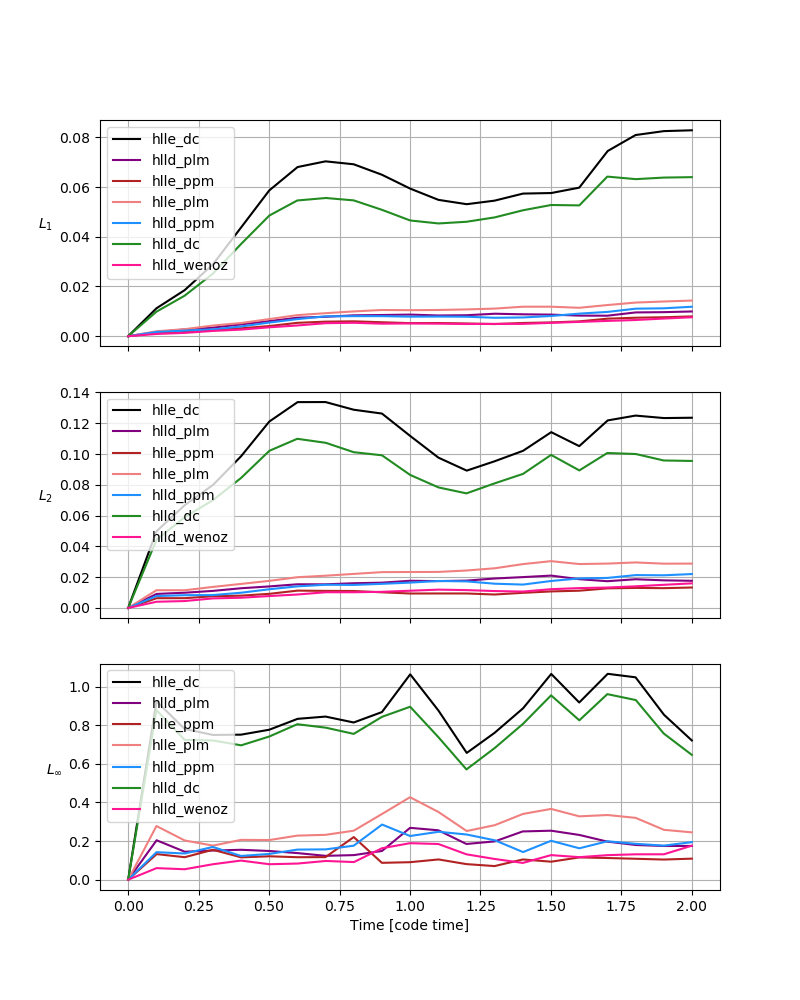 0.08
0.06
0.04
0.02
0.00
L₁
hlle_dc
hlld_plm
hlle_ppm
hlle_plm
hlld_ppm
hlld_dc
hlld_wenoz
0.14
0.12
0.10
0.08
0.06
0.04
0.02
0.00
L₂
hlle_dc
hlld_plm
hlle_ppm
hlle_plm
hlld_ppm
hlld_dc
hlld_wenoz
1.0
0.8
0.6
0.4
0.2
0.0
L∞
hlle_dc
hlld_plm
hlle_ppm
hlle_plm
hlld_ppm
hlld_dc
hlld_wenoz
0.00 0.25 0.50 0.75 1.00 1.25 1.50 1.75 2.00
Time [code time]